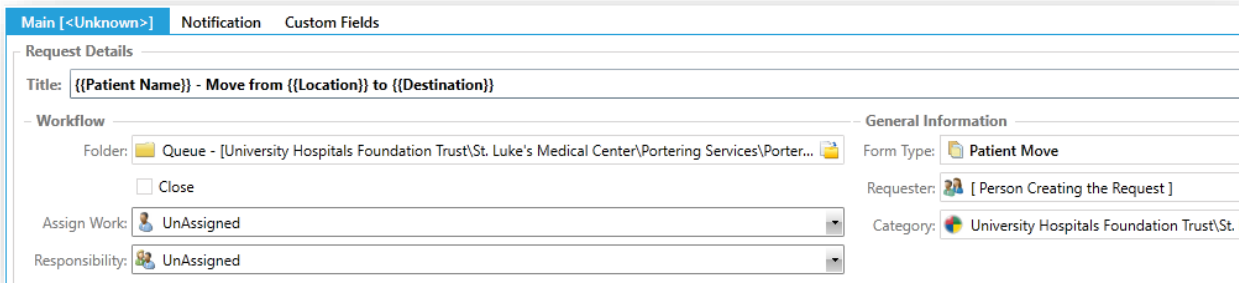 Main [<Unknown>] Notification Custom Fields
Request Details
Title: {{Patient Name}} - Move from {{Location}} to {{Destination}}
Workflow
Folder: Queue - [University Hospitals Foundation Trust\St. Luke's Medical Center\Portering Services\Porter...
Close
Assign Work: UnAssigned
Responsibility: UnAssigned
General Information
Form Type: Patient Move
Requester: [ Person Creating the Request ]
Category: University Hospitals Foundation Trust\St.